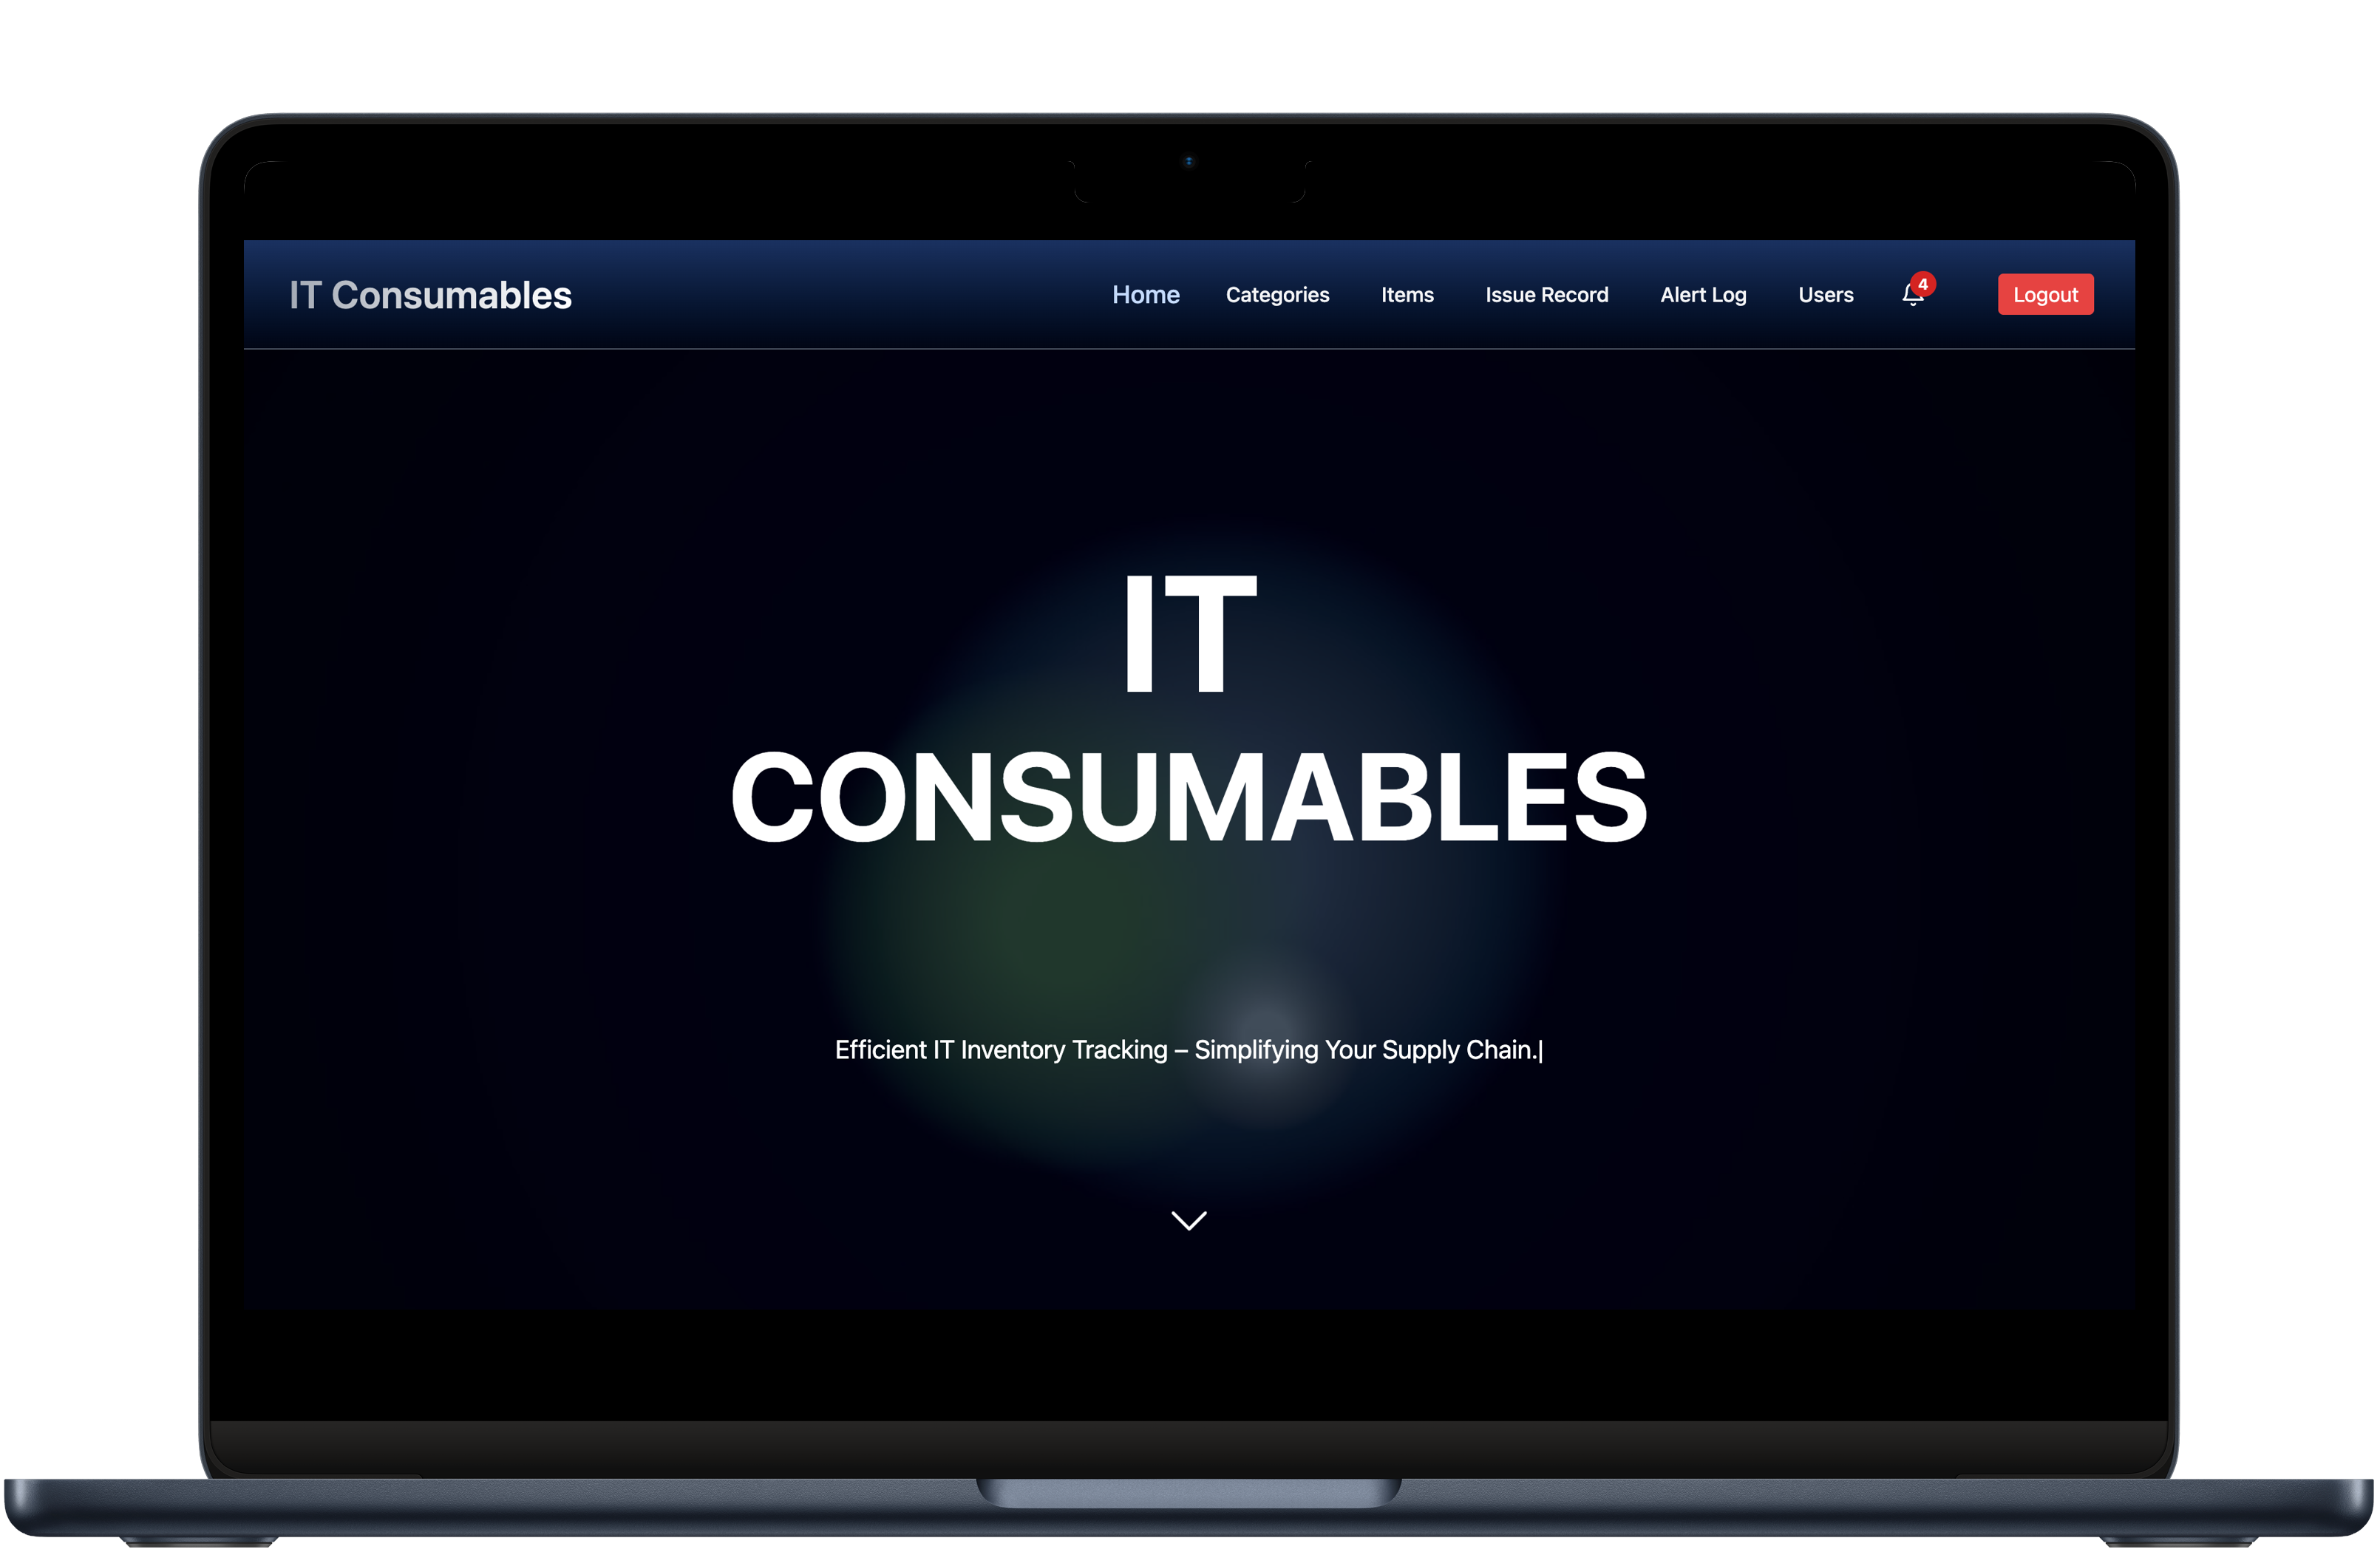 IT Consumables
Home Categories Items Issue Record Alert Log Users 4 Logout
IT
CONSUMABLES
Efficient IT Inventory Tracking – Simplifying Your Supply Chain.|